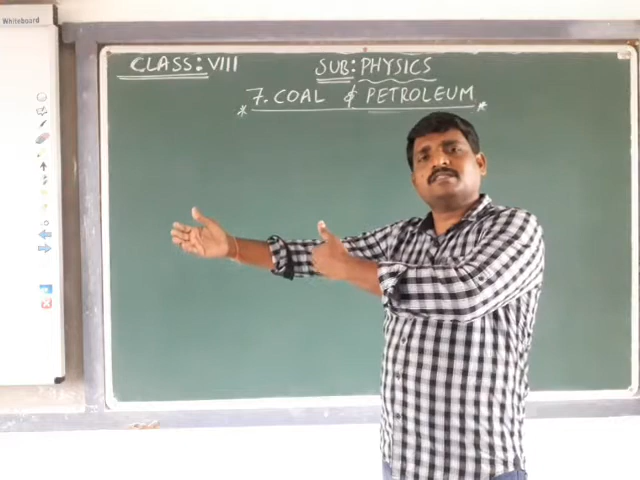 Whiteboard
CLASS: VIII
SUB: PHYSICS
* 7. COAL & PETROLEUM *